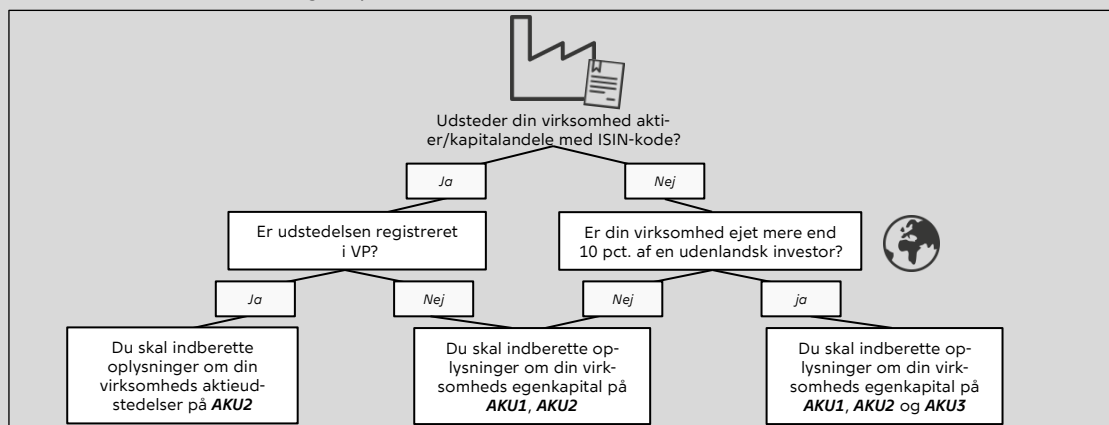 Udsteder din virksomhed akti-
er/kapitalandele med ISIN-kode?
Ja
Nej
Er udstedelsen registreret
i VP?
Er din virksomhed ejet mere end
10 pct. af en udenlandsk investor?
Ja
Nej
Nej
ja
Du skal indberette
oplysninger om din
virksomheds aktieud-
stedelser på AKU2
Du skal indberette op-
lysninger om din virk-
somheds egenkapital på
AKU1, AKU2
Du skal indberette op-
lysninger om din virk-
somheds egenkapital på
AKU1, AKU2 og AKU3